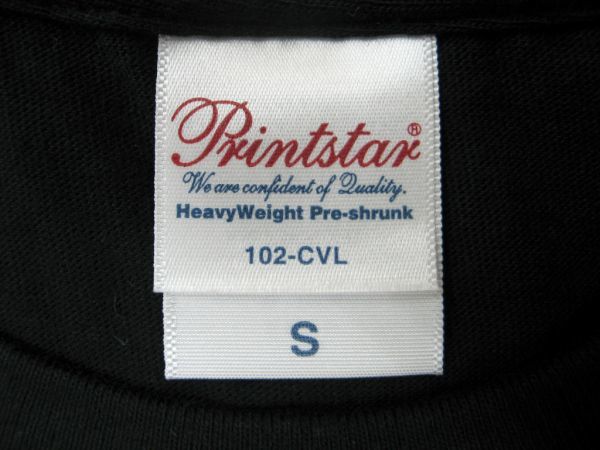 Printstar®
We are confident of Quality.
HeavyWeight Pre-shrunk
102-CVL
S